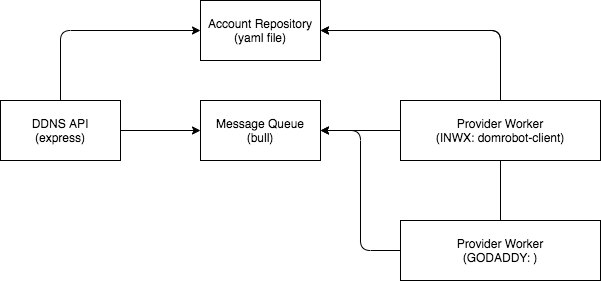 Account Repository
(yaml file)
DDNS API
(express)
Message Queue
(bull)
Provider Worker
(INWX: domrobot-client)
Provider Worker
(GODADDY: )